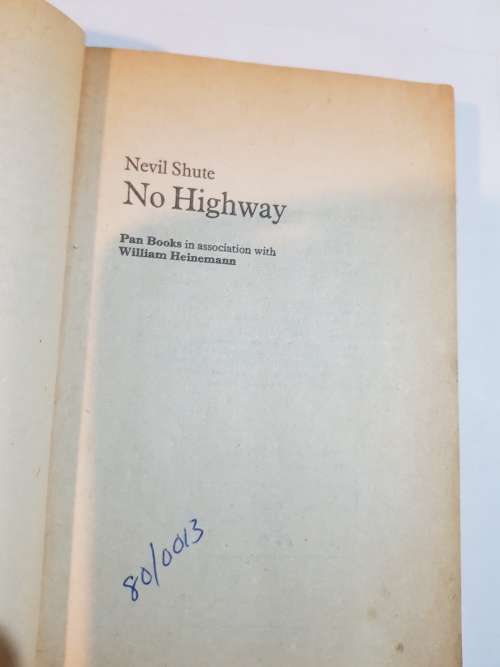 Nevil Shute
No Highway
Pan Books in association with
William Heinemann
80/0013